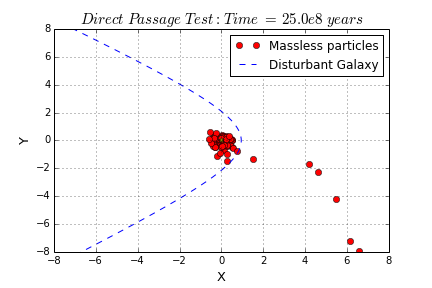 Direct Passage Test : Time = 25.0e8 years
8
6
4
2
0
−2
−4
−6
−8
Y
Massless particles
Disturbant Galaxy
−8 −6 −4 −2 0 2 4 6 8
X